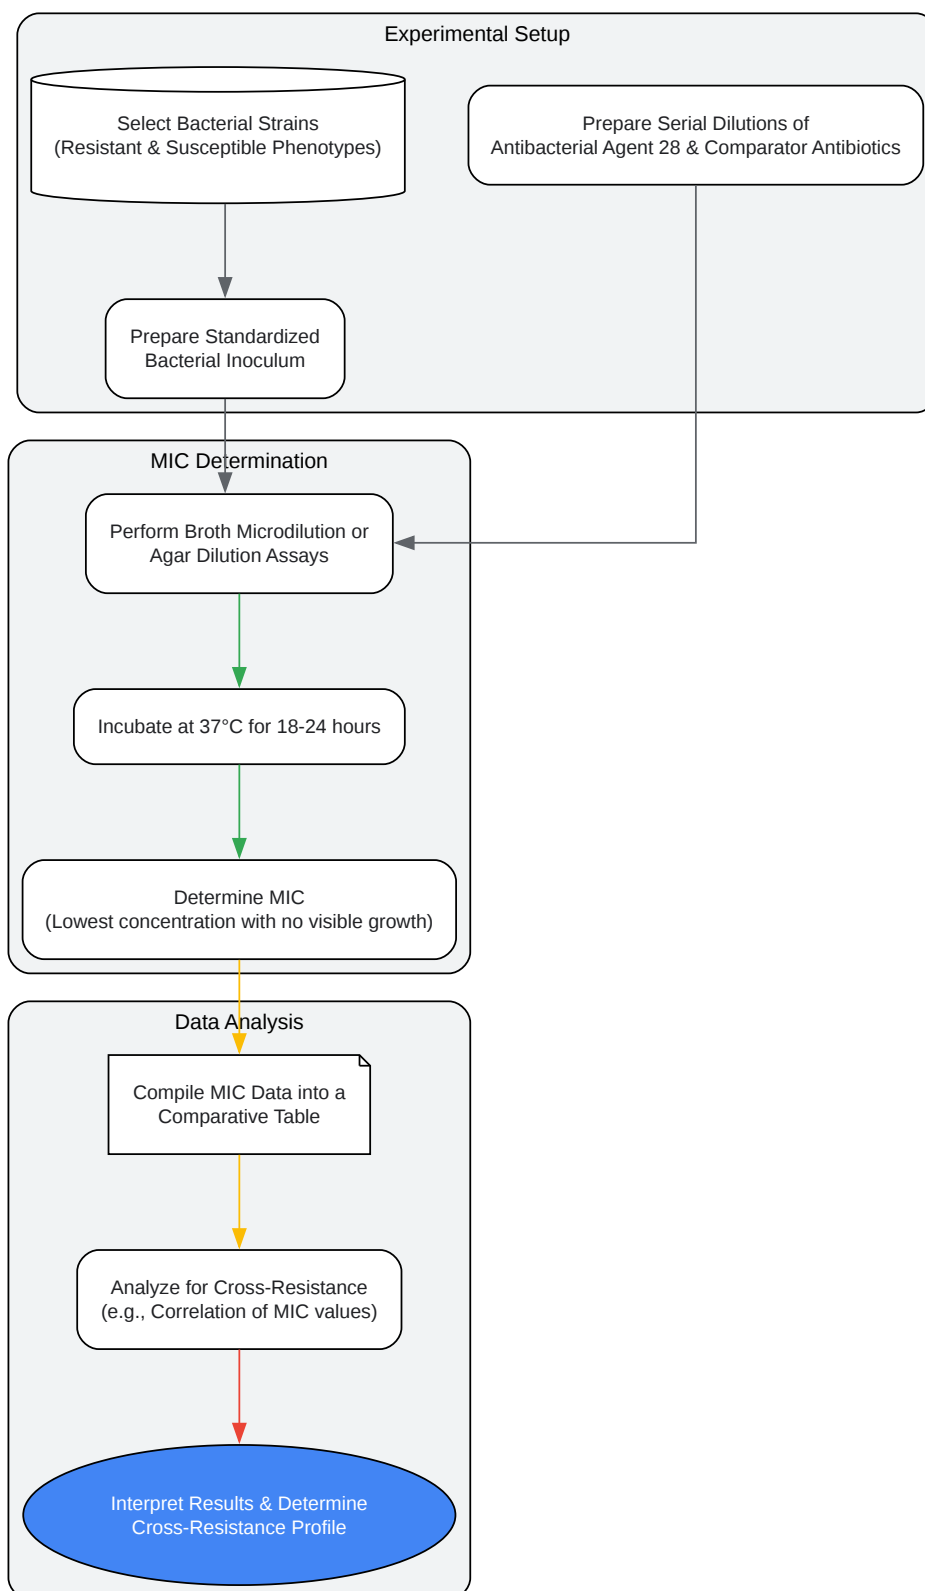 Experimental Setup
Select Bacterial Strains
(Resistant & Susceptible Phenotypes)
Prepare Serial Dilutions of
Antibacterial Agent 28 & Comparator Antibiotics
Prepare Standardized
Bacterial Inoculum
MIC Determination
Perform Broth Microdilution or
Agar Dilution Assays
Incubate at 37°C for 18-24 hours
Determine MIC
(Lowest concentration with no visible growth)
Data Analysis
Compile MIC Data into a
Comparative Table
Analyze for Cross-Resistance
(e.g., Correlation of MIC values)
Interpret Results & Determine
Cross-Resistance Profile